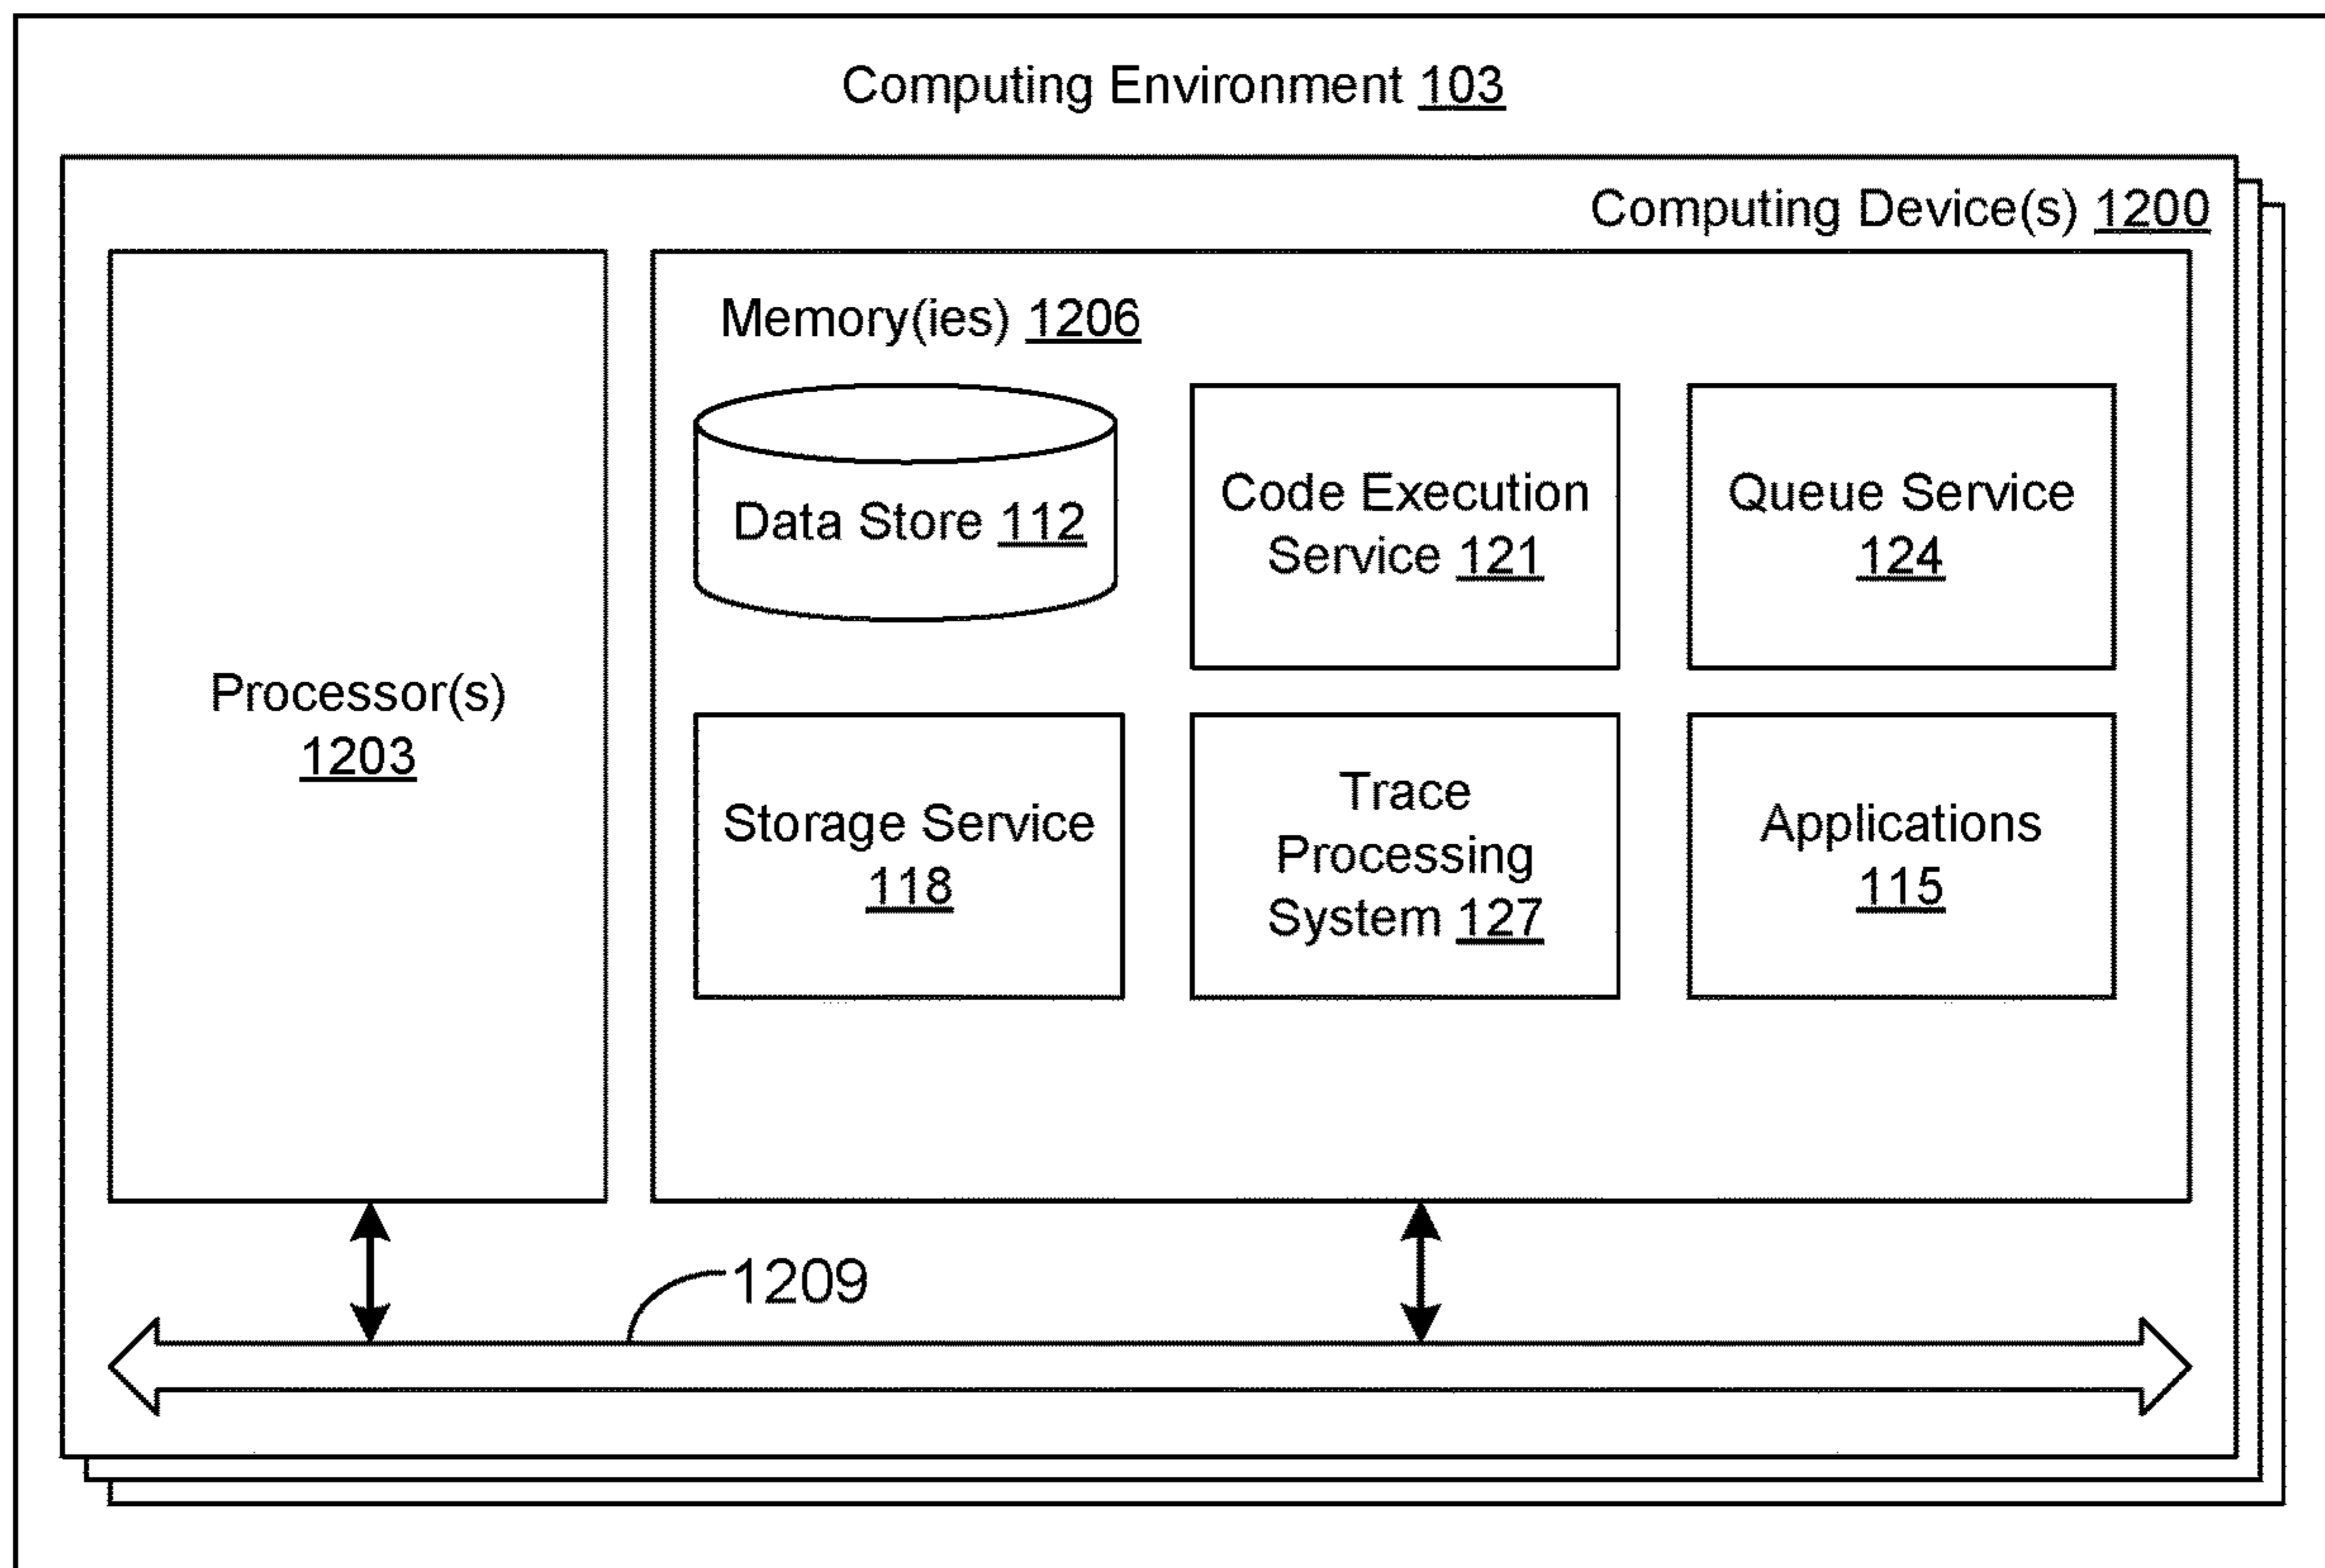 Computing Environment 103
Computing Device(s) 1200
Processor(s)
1203
Memory(ies) 1206
Data Store 112
Code Execution
Service 121
Queue Service
124
Storage Service
118
Trace
Processing
System 127
Applications
115
1209